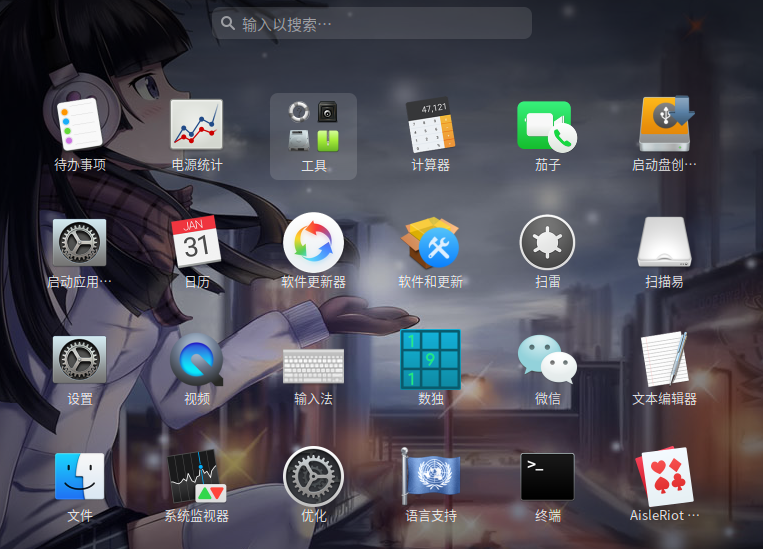 输入以搜索…
47,121
待办事项
电源统计
工具
计算器
茄子
启动盘创…
JAN
31
启动应用…
日历
软件更新器
软件和更新
扫雷
扫描易
1
9
1
设置
视频
输入法
数独
微信
文本编辑器
>_
文件
系统监视器
优化
语言支持
终端
AisleRiot …